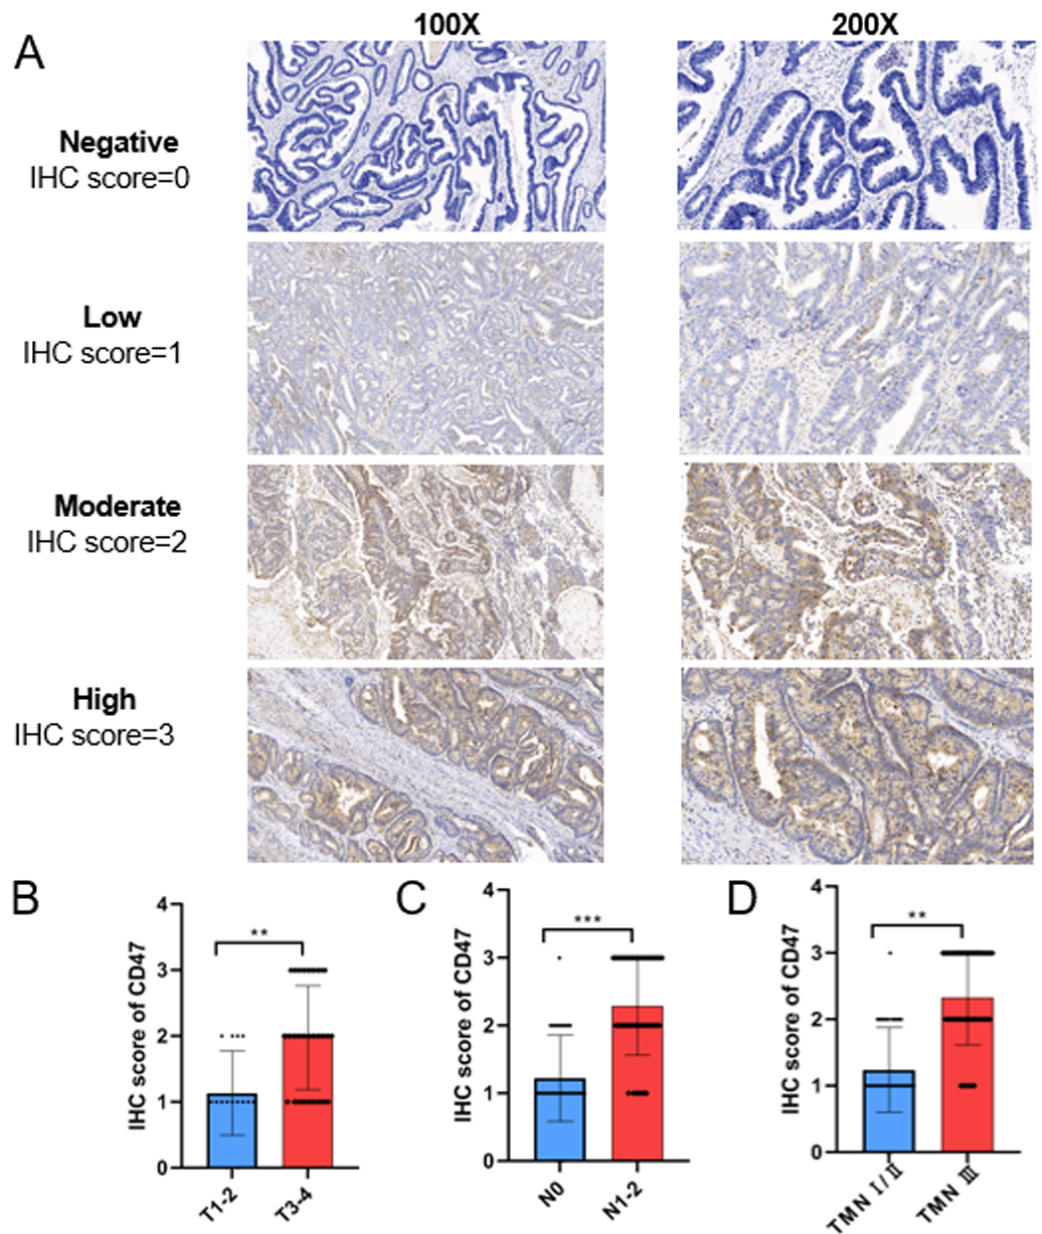 100X
200X
A
Negative
IHC score=0
Low
IHC score=1
Moderate
IHC score=2
High
IHC score=3
B
IHC score of CD47
4
3
2
1
0
**
T1-2
T3-4
C
IHC score of CD47
4
3
2
1
0
***
N0
N1-2
D
IHC score of CD47
4
3
2
1
0
**
TMN Ⅰ/Ⅱ
TMN Ⅲ